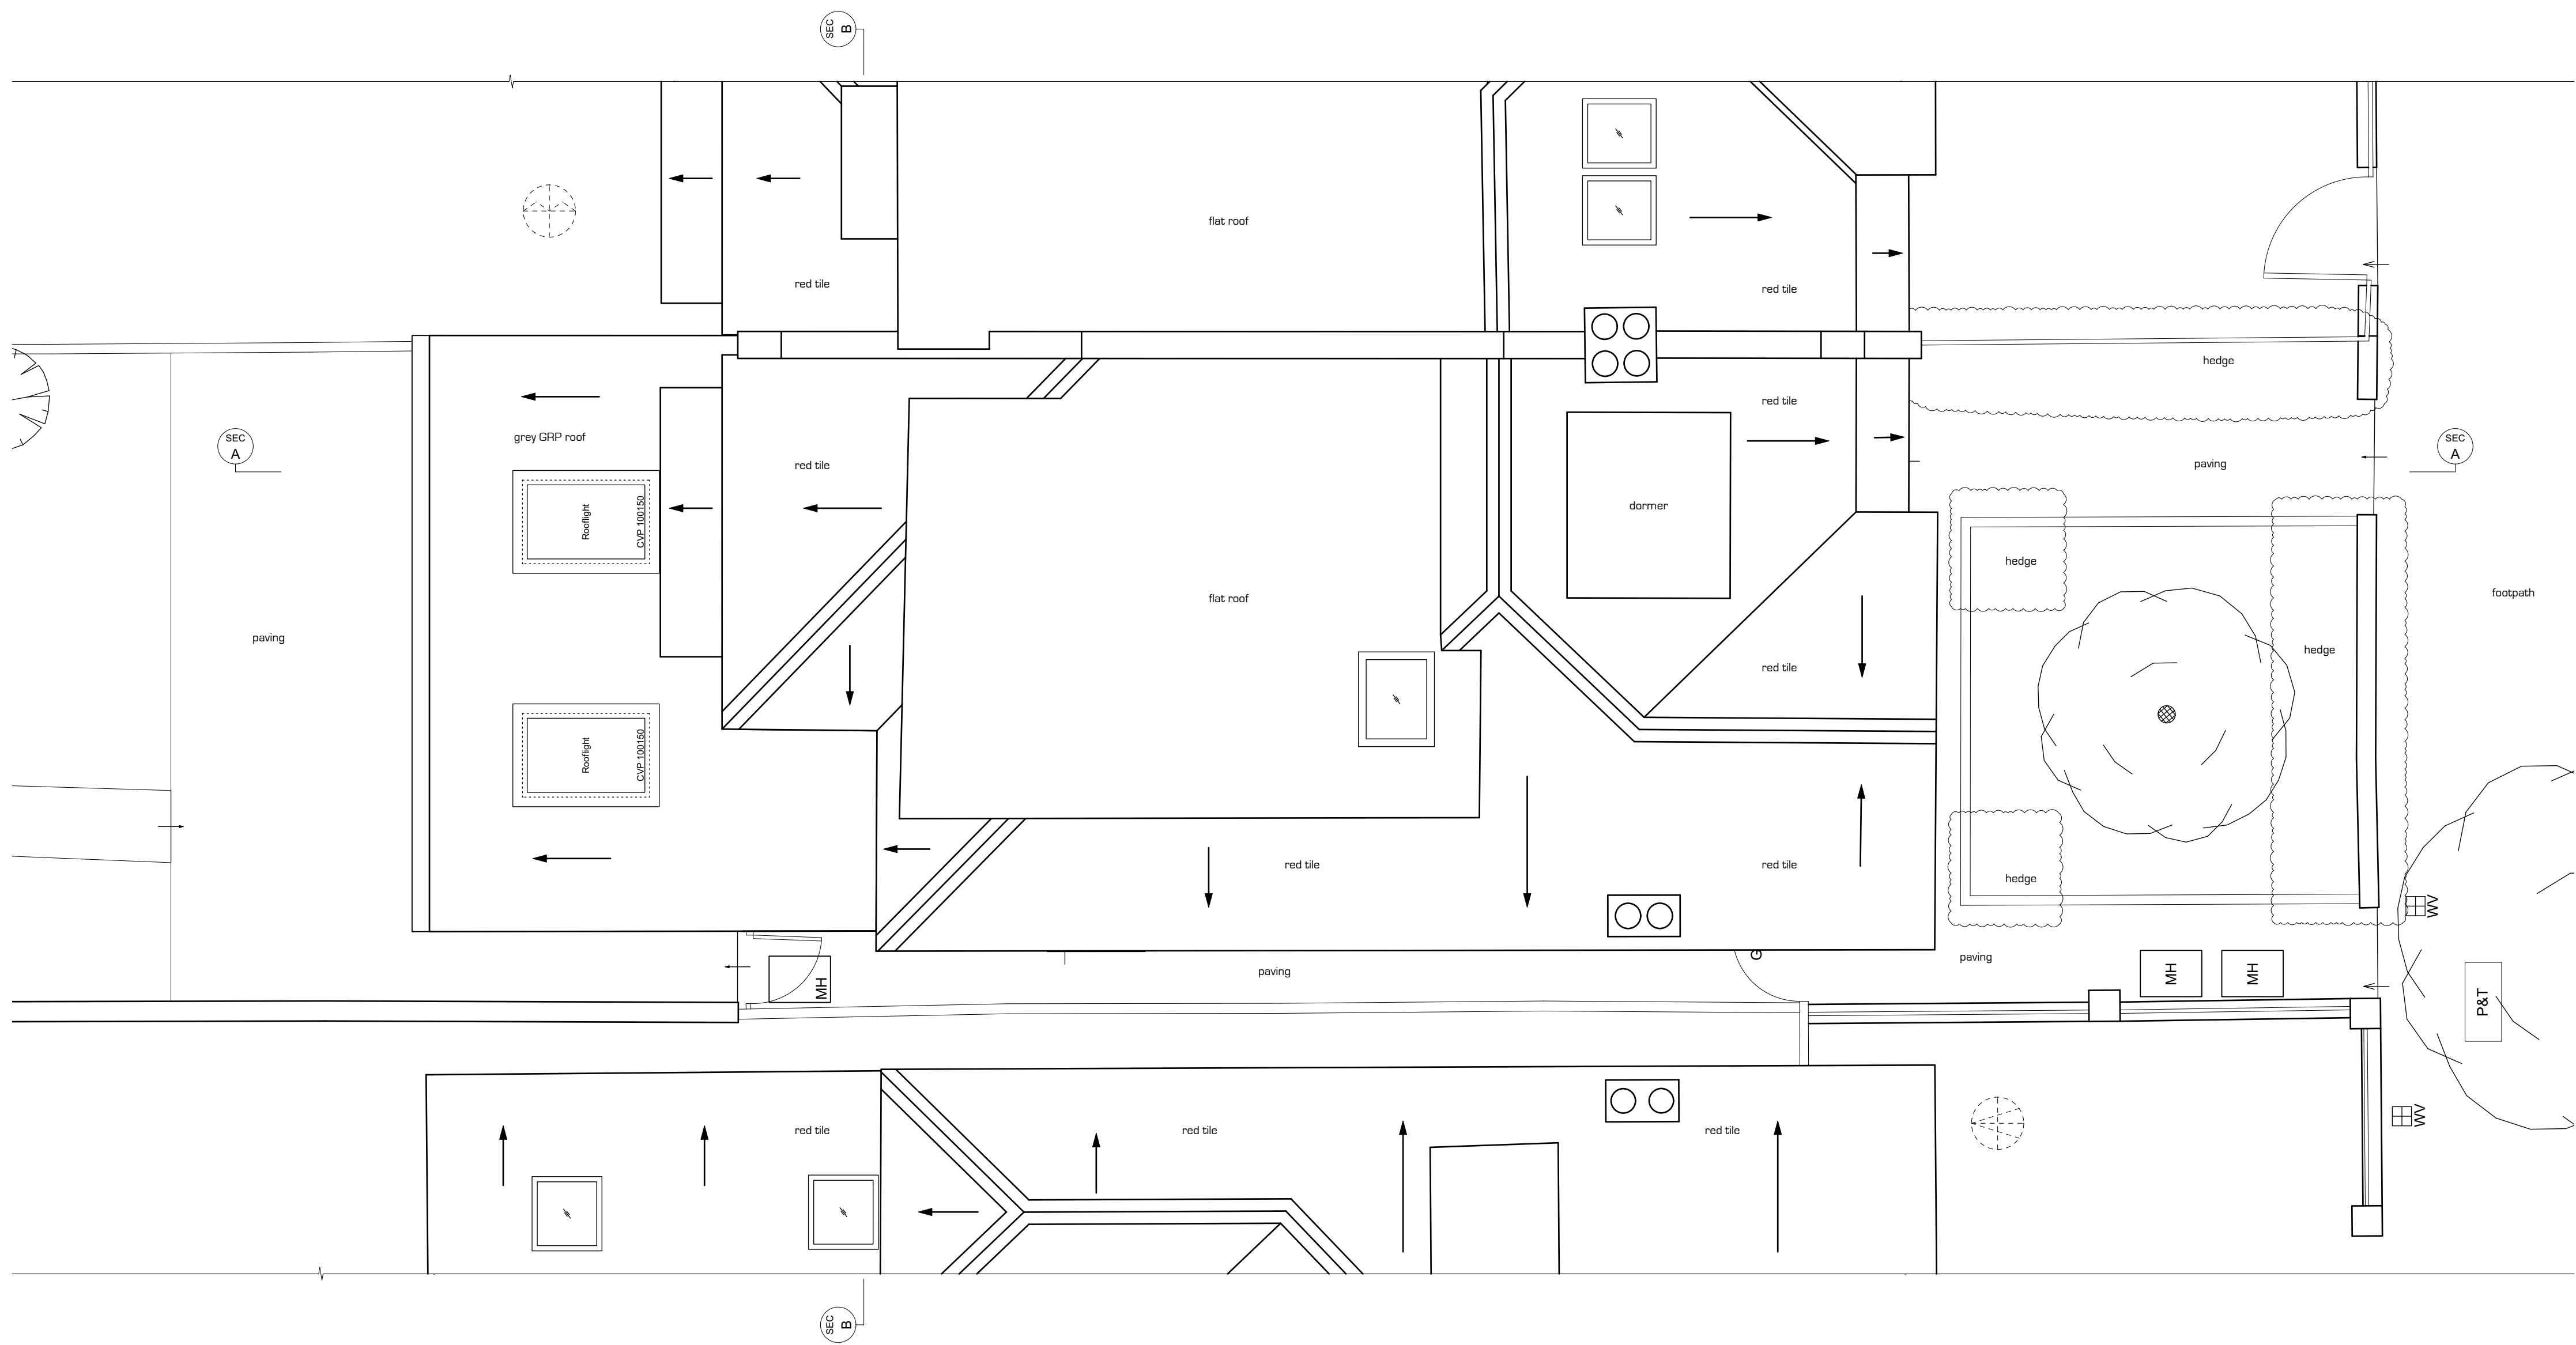 SEC
B
flat roof
red tile
red tile
hedge
red tile
grey GRP roof
SEC
A
red tile
SEC
A
paving
dormer
Rooflight
CVP 100150
hedge
footpath
flat roof
paving
hedge
red tile
Rooflight
CVP 100150
red tile
red tile
hedge
WV
G
paving
paving
MH
MH
MH
P&T
WV
red tile
red tile
red tile
SEC
B